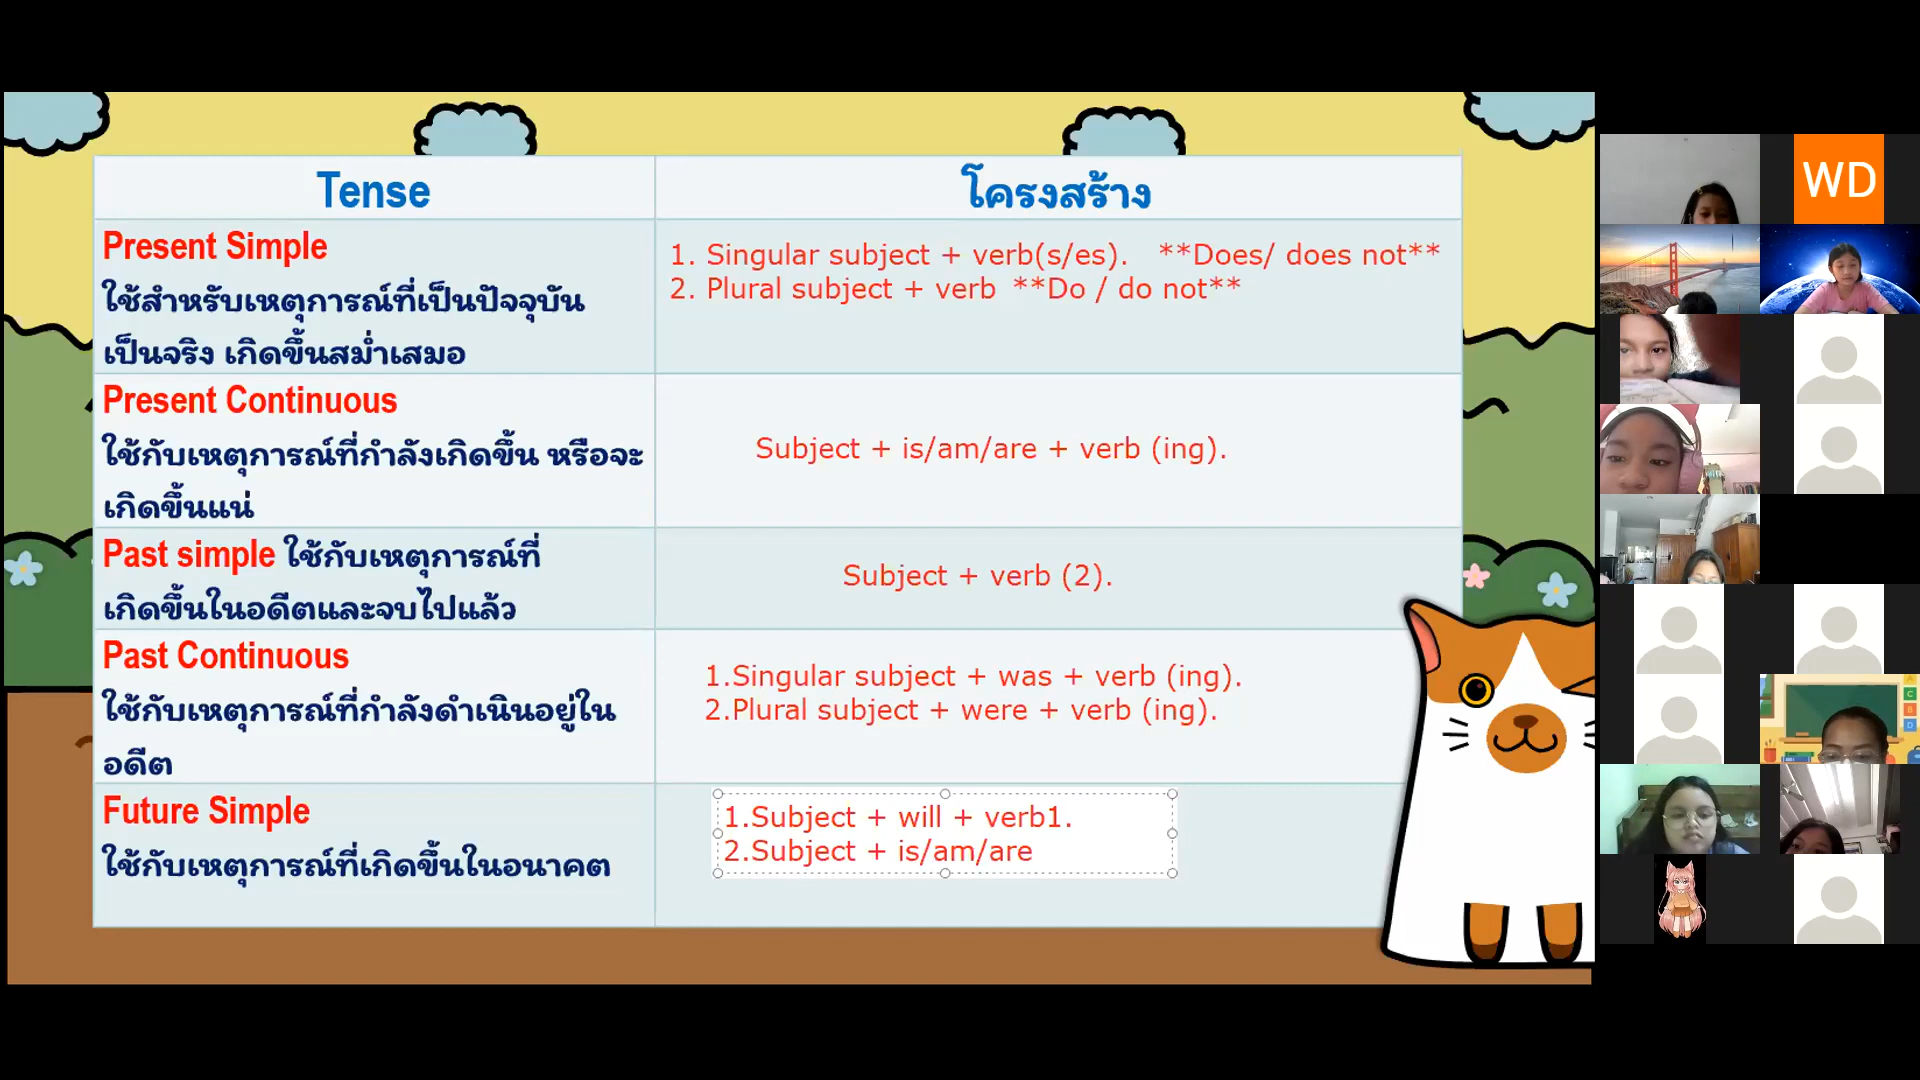 Tense
โครงสร้าง
Present Simple
ใช้สำหรับเหตุการณ์ที่เป็นปัจจุบัน
เป็นจริง เกิดขึ้นสม่ำเสมอ
1. Singular subject + verb(s/es). **Does/ does not**
2. Plural subject + verb **Do / do not**
Present Continuous
ใช้กับเหตุการณ์ที่กำลังเกิดขึ้น หรือจะ
เกิดขึ้นแน่
Subject + is/am/are + verb (ing).
Past simple ใช้กับเหตุการณ์ที่
เกิดขึ้นในอดีตและจบไปแล้ว
Subject + verb (2).
Past Continuous
ใช้กับเหตุการณ์ที่กำลังดำเนินอยู่ใน
อดีต
1.Singular subject + was + verb (ing).
2.Plural subject + were + verb (ing).
Future Simple
ใช้กับเหตุการณ์ที่เกิดขึ้นในอนาคต
1.Subject + will + verb1.
2.Subject + is/am/are
WD